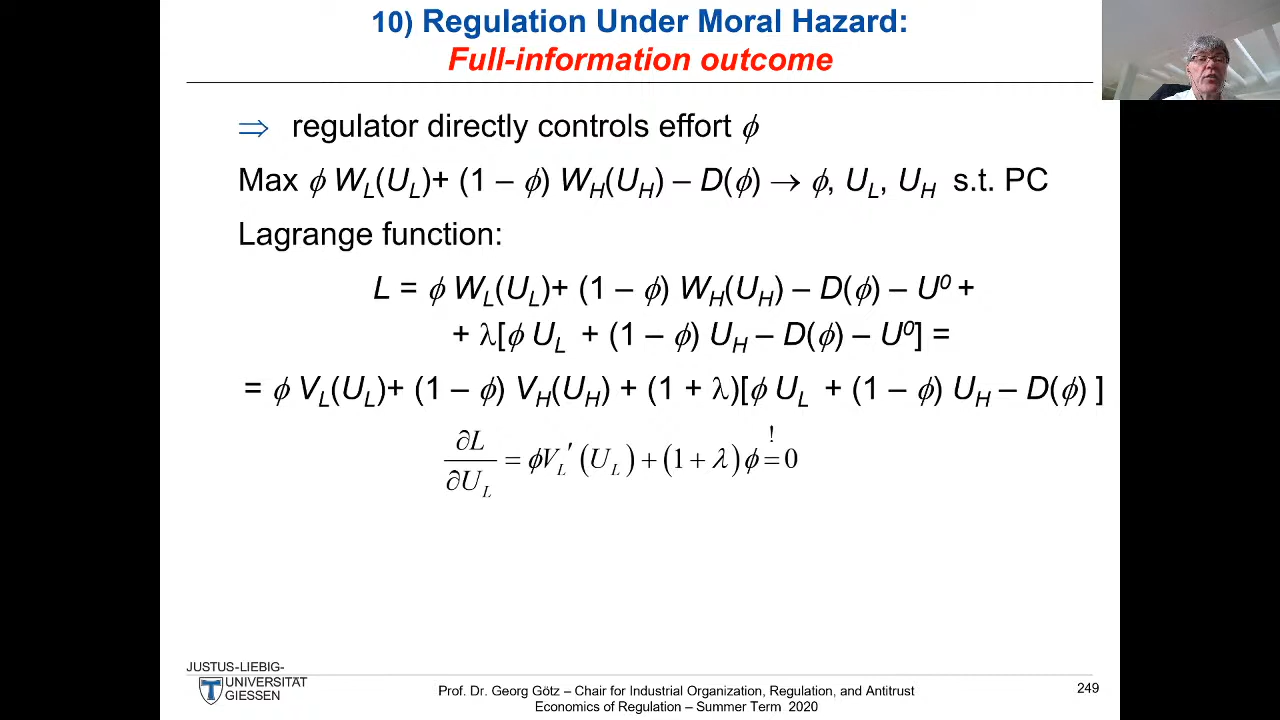 10) Regulation Under Moral Hazard:
Full-information outcome
⇒ regulator directly controls effort ϕ
Max ϕ W_L(U_L)+ (1 – ϕ) W_H(U_H) – D(ϕ) → ϕ, U_L, U_H s.t. PC
Lagrange function:
L = ϕ W_L(U_L)+ (1 – ϕ) W_H(U_H) – D(ϕ) – U⁰ +
+ λ[ϕ U_L + (1 – ϕ) U_H – D(ϕ) – U⁰] =
= ϕ V_L(U_L)+ (1 – ϕ) V_H(U_H) + (1 + λ)[ϕ U_L + (1 – ϕ) U_H – D(ϕ) ]
∂L/∂U_L = ϕV_L′(U_L) + (1 + λ)ϕ =! 0
JUSTUS-LIEBIG-
UNIVERSITÄT
GIESSEN
Prof. Dr. Georg Götz – Chair for Industrial Organization, Regulation, and Antitrust
Economics of Regulation – Summer Term 2020
249